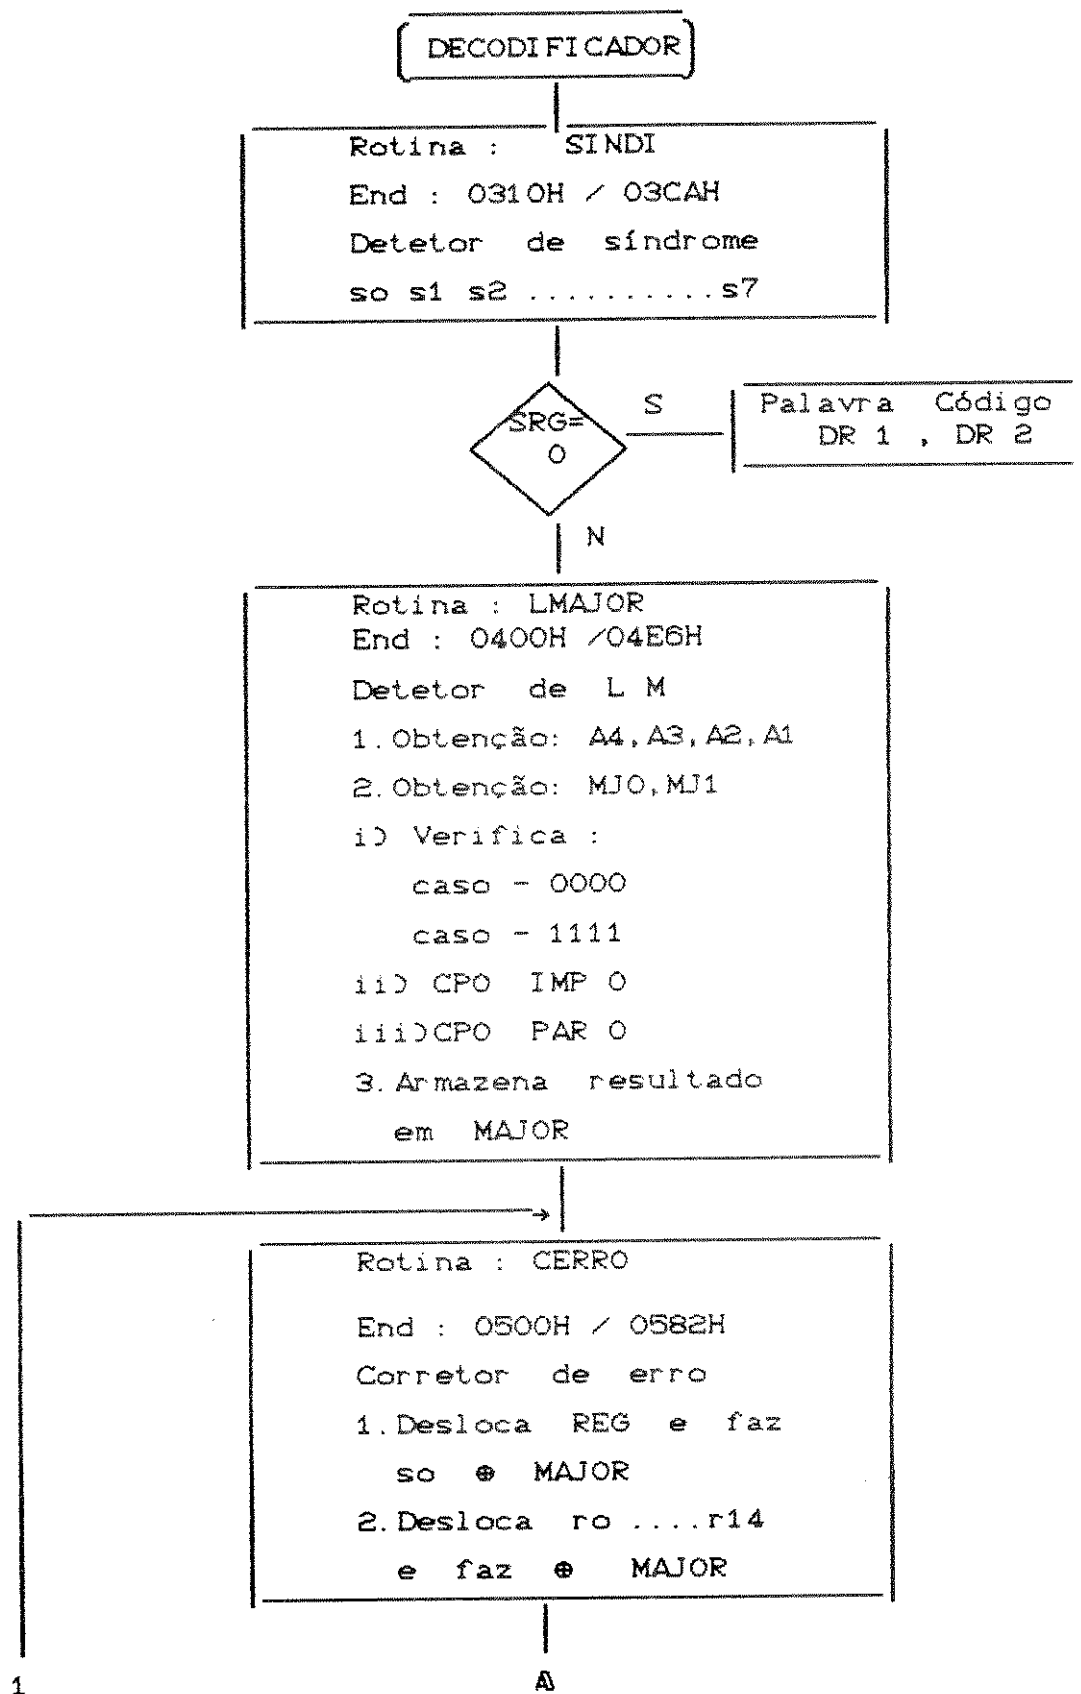 DECODIFICADOR
Rotina : SINDI
End : 0310H / 03CAH
Detetor de síndrome
so s1 s2 ..........s7
SRG=
0
S
Palavra Código
DR 1 , DR 2
N
Rotina : LMAJOR
End : 0400H /04E6H
Detetor de L M
1.Obtenção: A4,A3,A2,A1
2.Obtenção: MJ0,MJ1
i) Verifica :
caso - 0000
caso - 1111
ii) CPO IMP 0
iii)CPO PAR 0
3.Armazena resultado
em MAJOR
Rotina : CERRO
End : 0500H / 0582H
Corretor de erro
1.Desloca REG e faz
so ⊕ MAJOR
2.Desloca ro ....r14
e faz ⊕ MAJOR
1
A